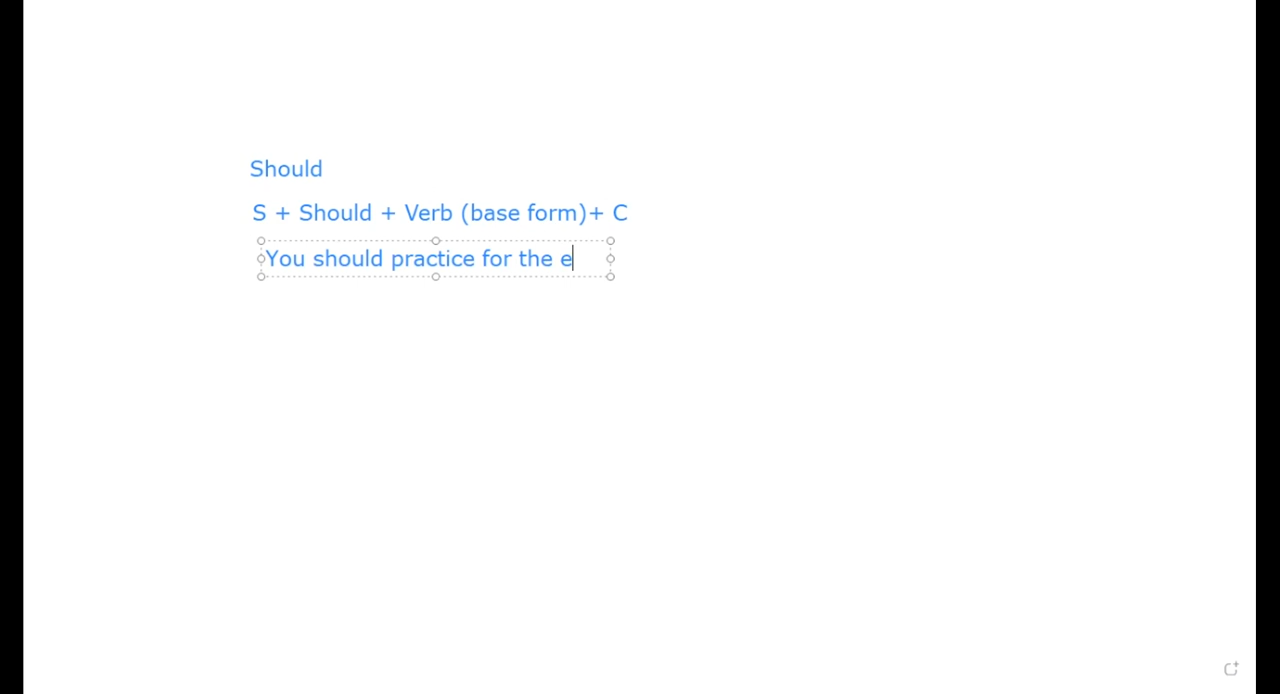 Should
S + Should + Verb (base form)+ C
You should practice for the e